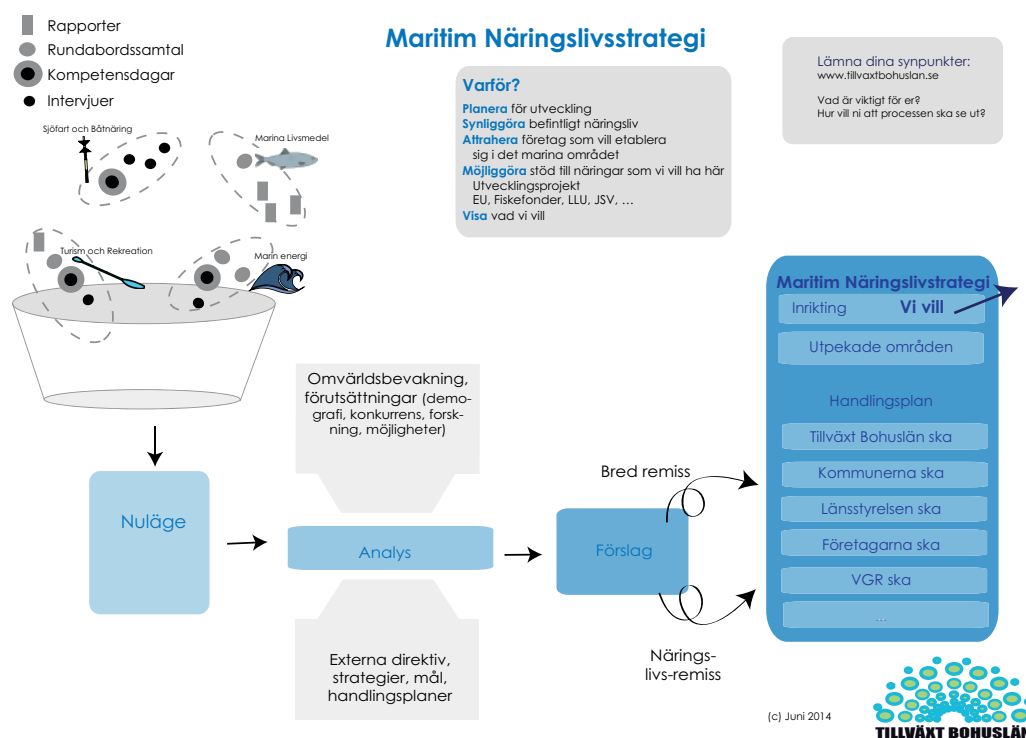 Rapporter
Rundabordssamtal
Kompetensdagar
Intervjuer
Maritim Näringslivsstrategi
Varför?
Planera för utveckling
Synliggöra befintligt näringsliv
Attrahera företag som vill etablera
sig i det marina området
Möjliggöra stöd till näringar som vi vill ha här
Utvecklingsprojekt
EU, Fiskefonder, LLU, JSV, ...
Visa vad vi vill
Lämna dina synpunkter:
www.tillvaxtbohuslan.se
Vad är viktigt för er?
Hur vill ni att processen ska se ut?
Sjöfart och Båtnäring
Marina Livsmedel
Turism och Rekreation
Marin energi
Nuläge
Omvärldsbevakning,
förutsättningar (demo-
grafi, konkurrens, forsk-
ning, möjligheter)
Analys
Externa direktiv,
strategier, mål,
handlingsplaner
Förslag
Bred remiss
Närings-
livs-remiss
Maritim Näringslivstrategi
Inrikting Vi vill
Utpekade områden
Handlingsplan
Tillväxt Bohuslän ska
Kommunerna ska
Länsstyrelsen ska
Företagarna ska
VGR ska
...
(c) Juni 2014
TILLVÄXT BOHUSLÄN